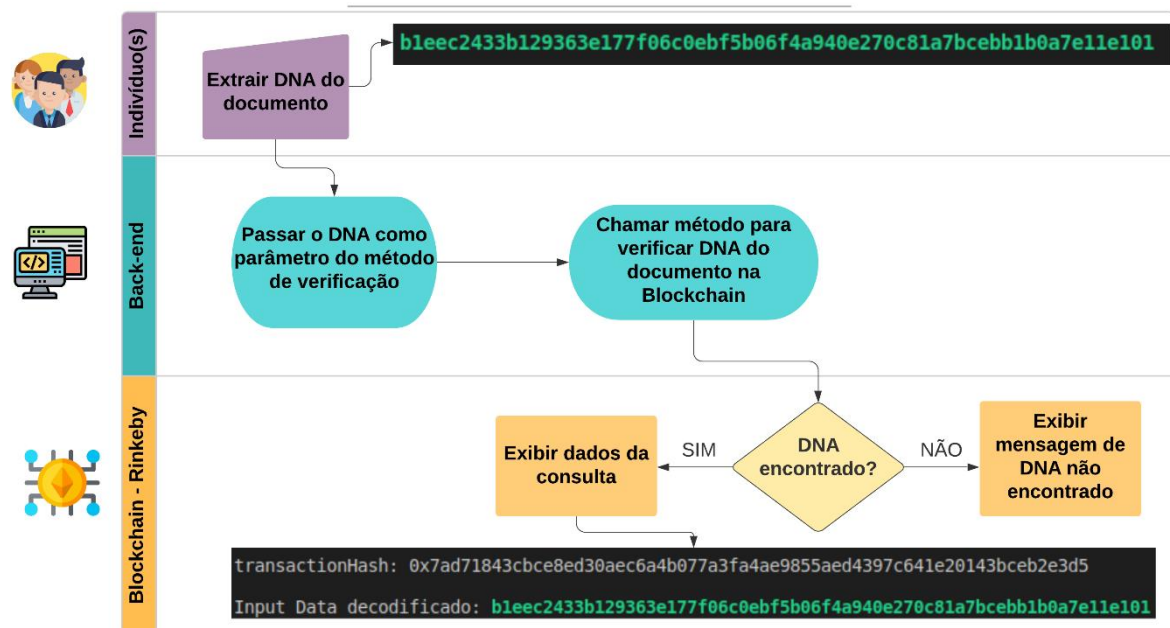 Indivíduo(s)
Extrair DNA do
documento
b1eec2433b129363e177f06c0ebf5b06f4a940e270c81a7bcebb1b0a7e11e101
Back-end
Passar o DNA como
parâmetro do método
de verificação
Chamar método para
verificar DNA do
documento na
Blockchain
Blockchain - Rinkeby
Exibir dados da
consulta
SIM
DNA
encontrado?
NÃO
Exibir
mensagem de
DNA não
encontrado
transactionHash: 0x7ad71843cbce8ed30aec6a4b077a3fa4ae9855aed4397c641e20143bceb2e3d5
Input Data decodificado: b1eec2433b129363e177f06c0ebf5b06f4a940e270c81a7bcebb1b0a7e11e101